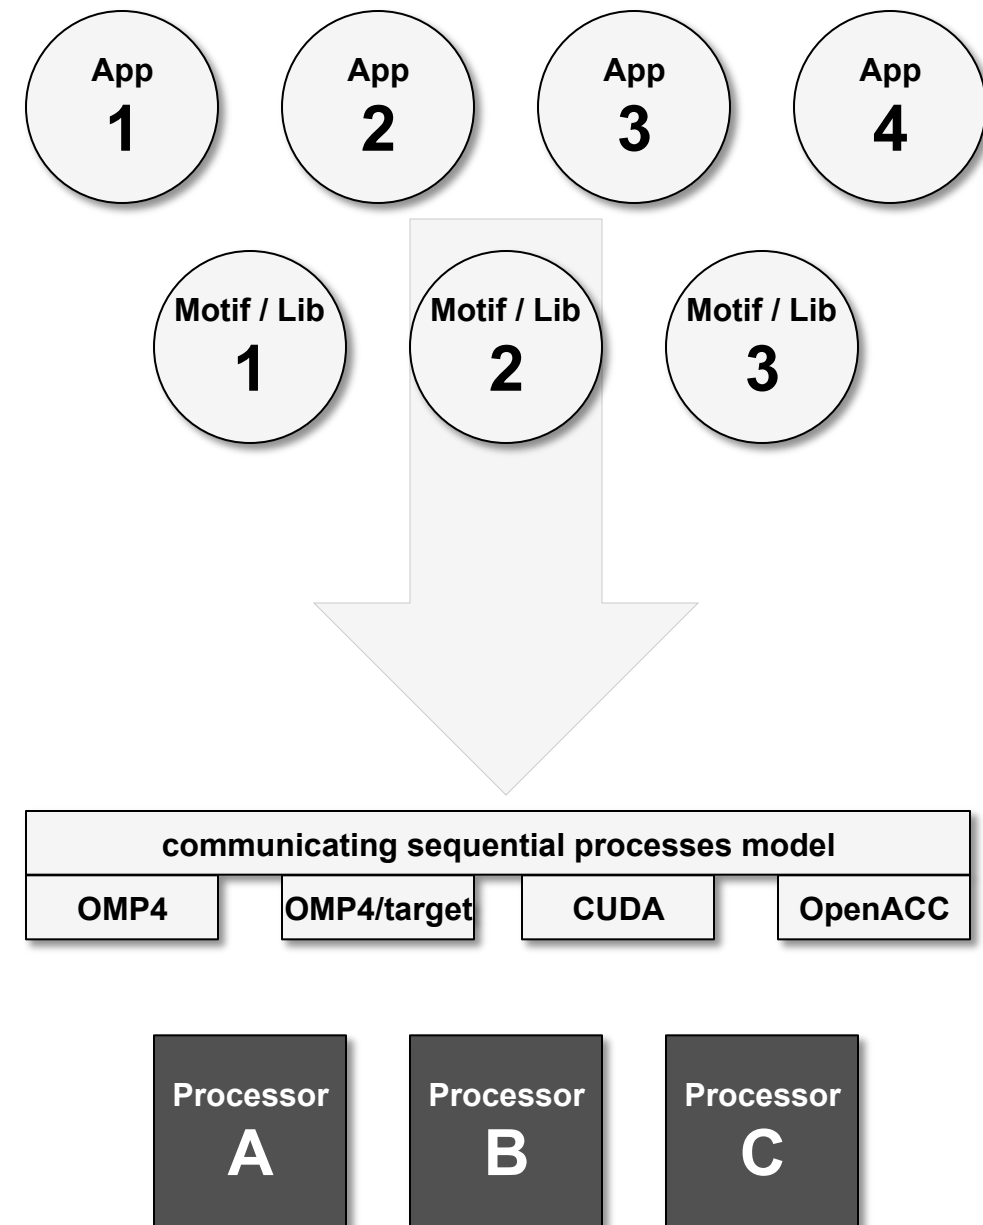 App
1
App
2
App
3
App
4
Motif / Lib
1
Motif / Lib
2
Motif / Lib
3
communicating sequential processes model
OMP4
OMP4/target
CUDA
OpenACC
Processor
A
Processor
B
Processor
C